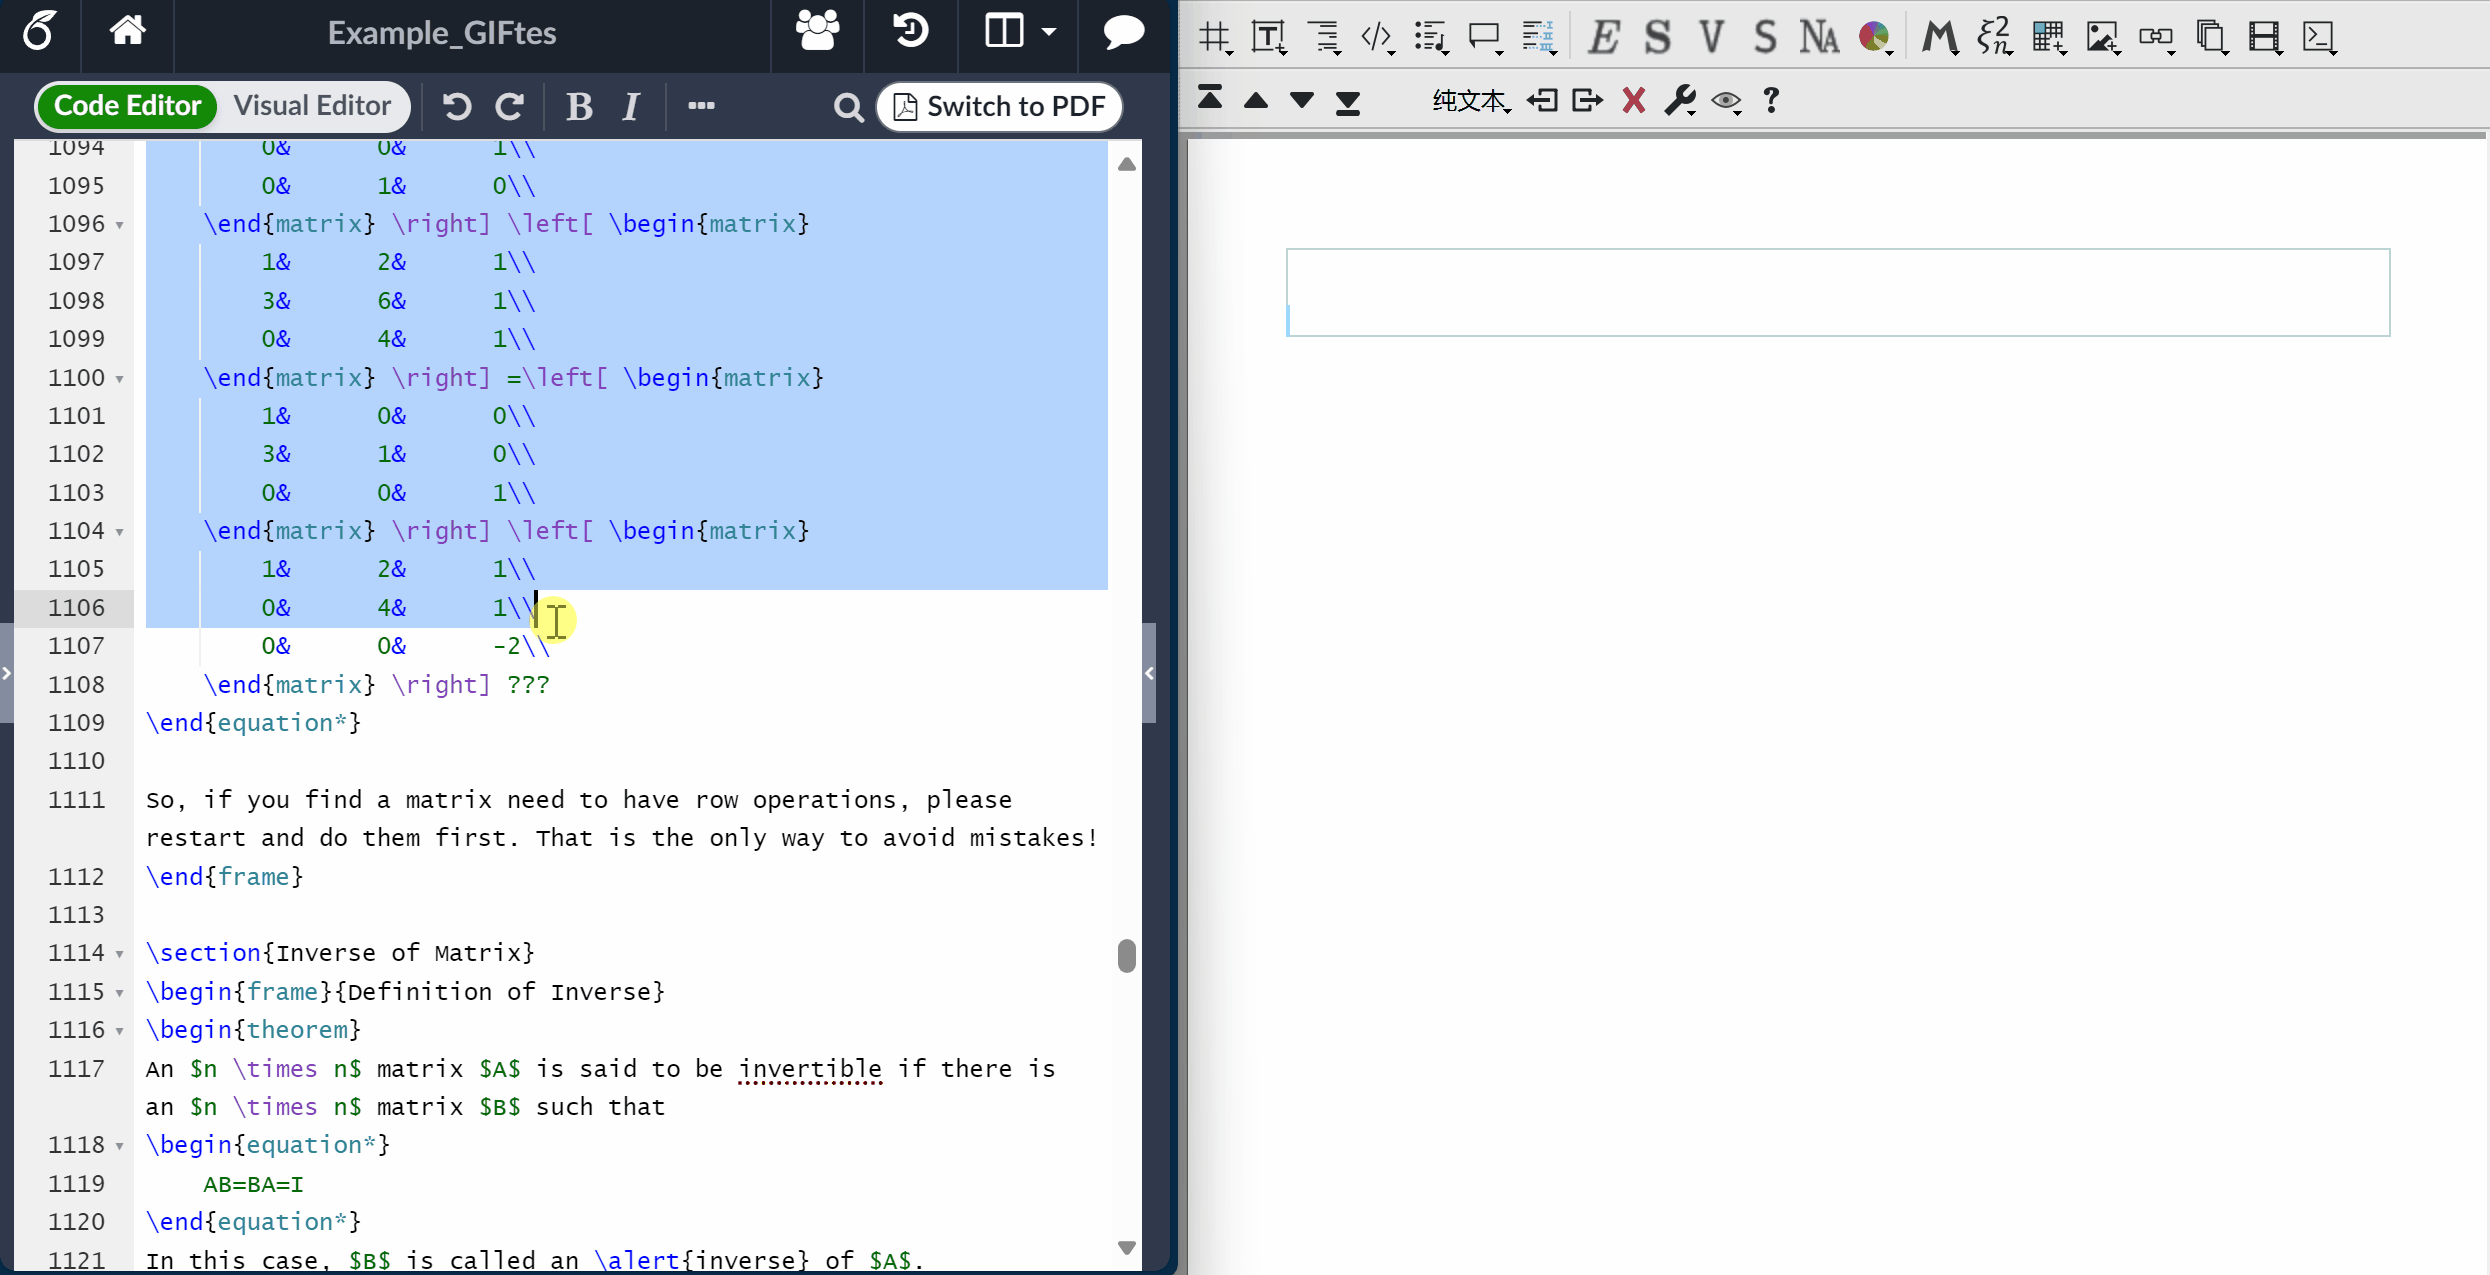 Example_GIFtes
Code Editor Visual Editor B I Switch to PDF
1094 0& 0& 1\\
1095 0& 1& 0\\
1096 \end{matrix} \right] \left[ \begin{matrix}
1097 1& 2& 1\\
1098 3& 6& 1\\
1099 0& 4& 1\\
1100 \end{matrix} \right] =\left[ \begin{matrix}
1101 1& 0& 0\\
1102 3& 1& 0\\
1103 0& 0& 1\\
1104 \end{matrix} \right] \left[ \begin{matrix}
1105 1& 2& 1\\
1106 0& 4& 1\\
1107 0& 0& -2\\
1108 \end{matrix} \right] ???
1109 \end{equation*}
1110
1111 So, if you find a matrix need to have row operations, please
restart and do them first. That is the only way to avoid mistakes!
1112 \end{frame}
1113
1114 \section{Inverse of Matrix}
1115 \begin{frame}{Definition of Inverse}
1116 \begin{theorem}
1117 An $n \times n$ matrix $A$ is said to be invertible if there is
an $n \times n$ matrix $B$ such that
1118 \begin{equation*}
1119 AB=BA=I
1120 \end{equation*}
1121 In this case, $B$ is called an \alert{inverse} of $A$.
E S V S NA
纯文本 ?